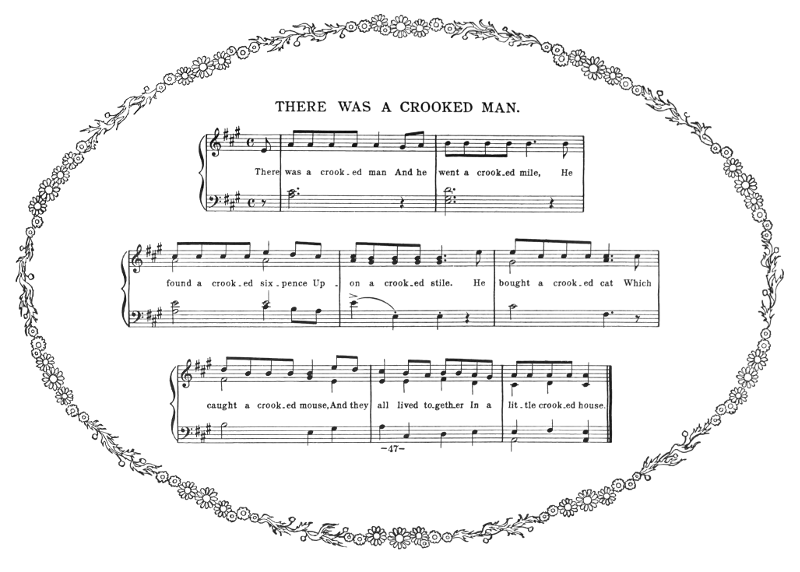 THERE WAS A CROOKED MAN.
There was a crook-ed man And he went a crook-ed mile, He
found a crook-ed six-pence Up-on a crook-ed stile. He bought a crook-ed cat Which
caught a crook-ed mouse, And they all lived to-geth-er In a lit-tle crook-ed house.
-47-